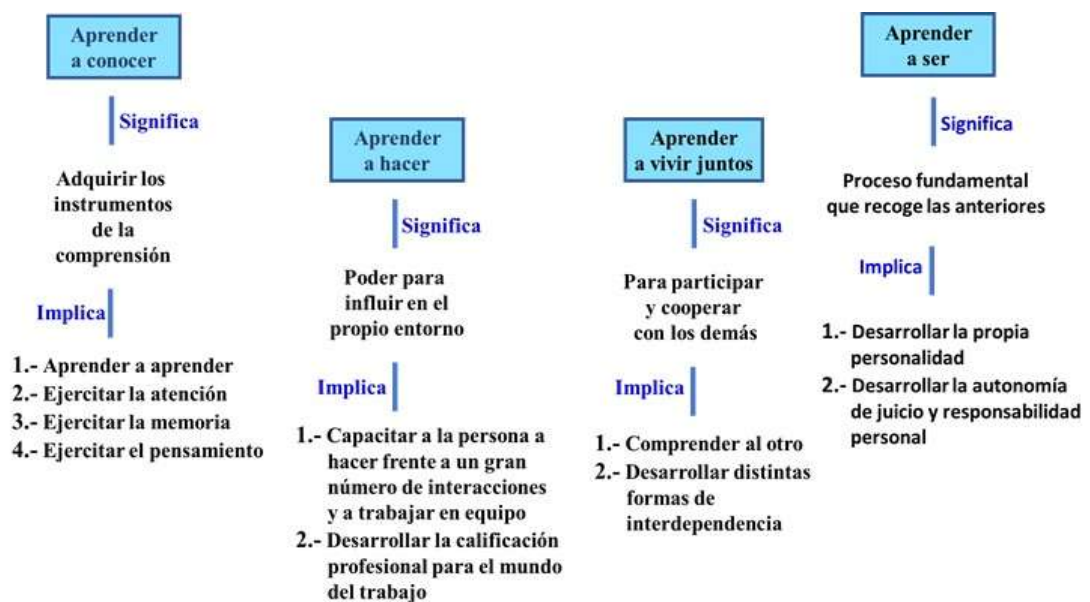 Aprender
a conocer
Significa
Adquirir los
instrumentos
de la
comprensión
Implica
1.- Aprender a aprender
2.- Ejercitar la atención
3.- Ejercitar la memoria
4.- Ejercitar el pensamiento
Aprender
a hacer
Significa
Poder para
influir en el
propio entorno
Implica
1.- Capacitar a la persona a
hacer frente a un gran
número de interacciones
y a trabajar en equipo
2.- Desarrollar la calificación
profesional para el mundo
del trabajo
Aprender
a vivir juntos
Significa
Para participar
y cooperar
con los demás
Implica
1.- Comprender al otro
2.- Desarrollar distintas
formas de
interdependencia
Aprender
a ser
Significa
Proceso fundamental
que recoge las anteriores
Implica
1.- Desarrollar la propia
personalidad
2.- Desarrollar la autonomía
de juicio y responsabilidad
personal